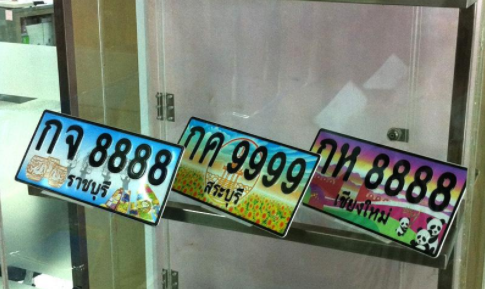 กจ 8888
ราชบุรี
กค 9999
สระบุรี
กห 8888
เชียงใหม่